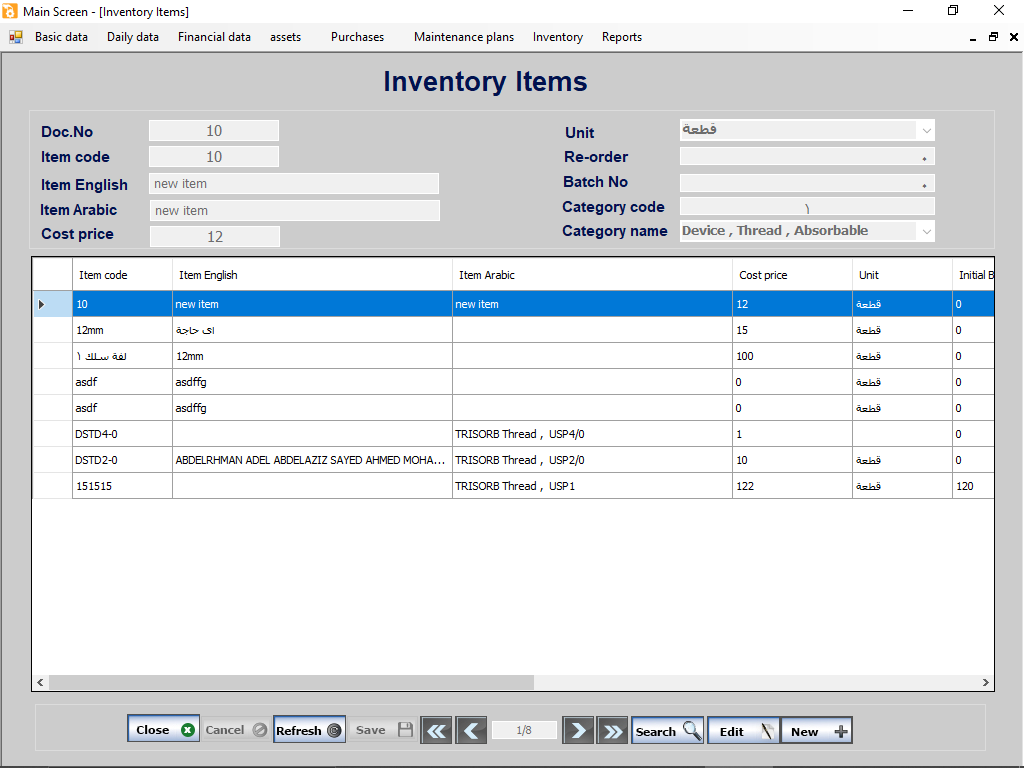 Main Screen - [Inventory Items]
Basic data Daily data Financial data assets Purchases Maintenance plans Inventory Reports
Inventory Items
Doc.No 10
Item code 10
Item English new item
Item Arabic new item
Cost price 12
Unit قطعة
Re-order ٠
Batch No ٠
Category code ١
Category name Device , Thread , Absorbable
Item code Item English Item Arabic Cost price Unit Initial B
10 new item new item 12 قطعة 0
12mm اى حاجة 15 قطعة 0
لفة سلك ١ 12mm 100 قطعة 0
asdf asdffg 0 قطعة 0
asdf asdffg 0 قطعة 0
DSTD4-0 TRISORB Thread , USP4/0 1 0
DSTD2-0 ABDELRHMAN ADEL ABDELAZIZ SAYED AHMED MOHA... TRISORB Thread , USP2/0 10 قطعة 0
151515 TRISORB Thread , USP1 122 قطعة 120
Close Cancel Refresh Save 1/8 Search Edit New